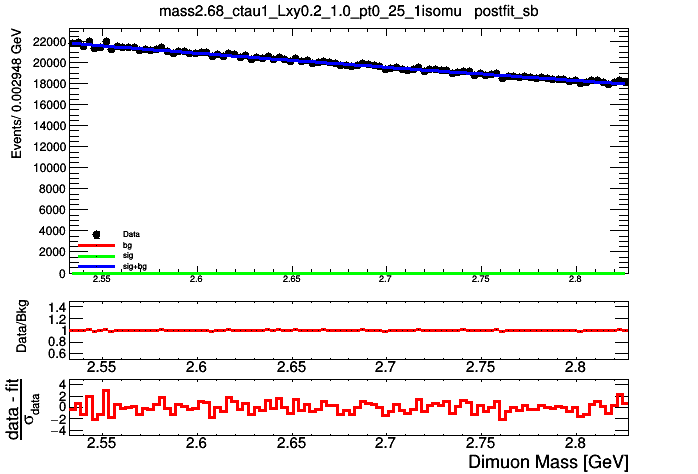 mass2.68_ctau1_Lxy0.2_1.0_pt0_25_1isomu postfit_sb
Events/ 0.002948 GeV
22000
20000
18000
16000
14000
12000
10000
8000
6000
4000
2000
0
Data
bg
sig
sig+bg
2.55 2.6 2.65 2.7 2.75 2.8
Data/Bkg
1.4
1.2
1
0.8
0.6
2.55 2.6 2.65 2.7 2.75 2.8
data - fit
σdata
4
2
0
−2
−4
2.55 2.6 2.65 2.7 2.75 2.8
Dimuon Mass [GeV]